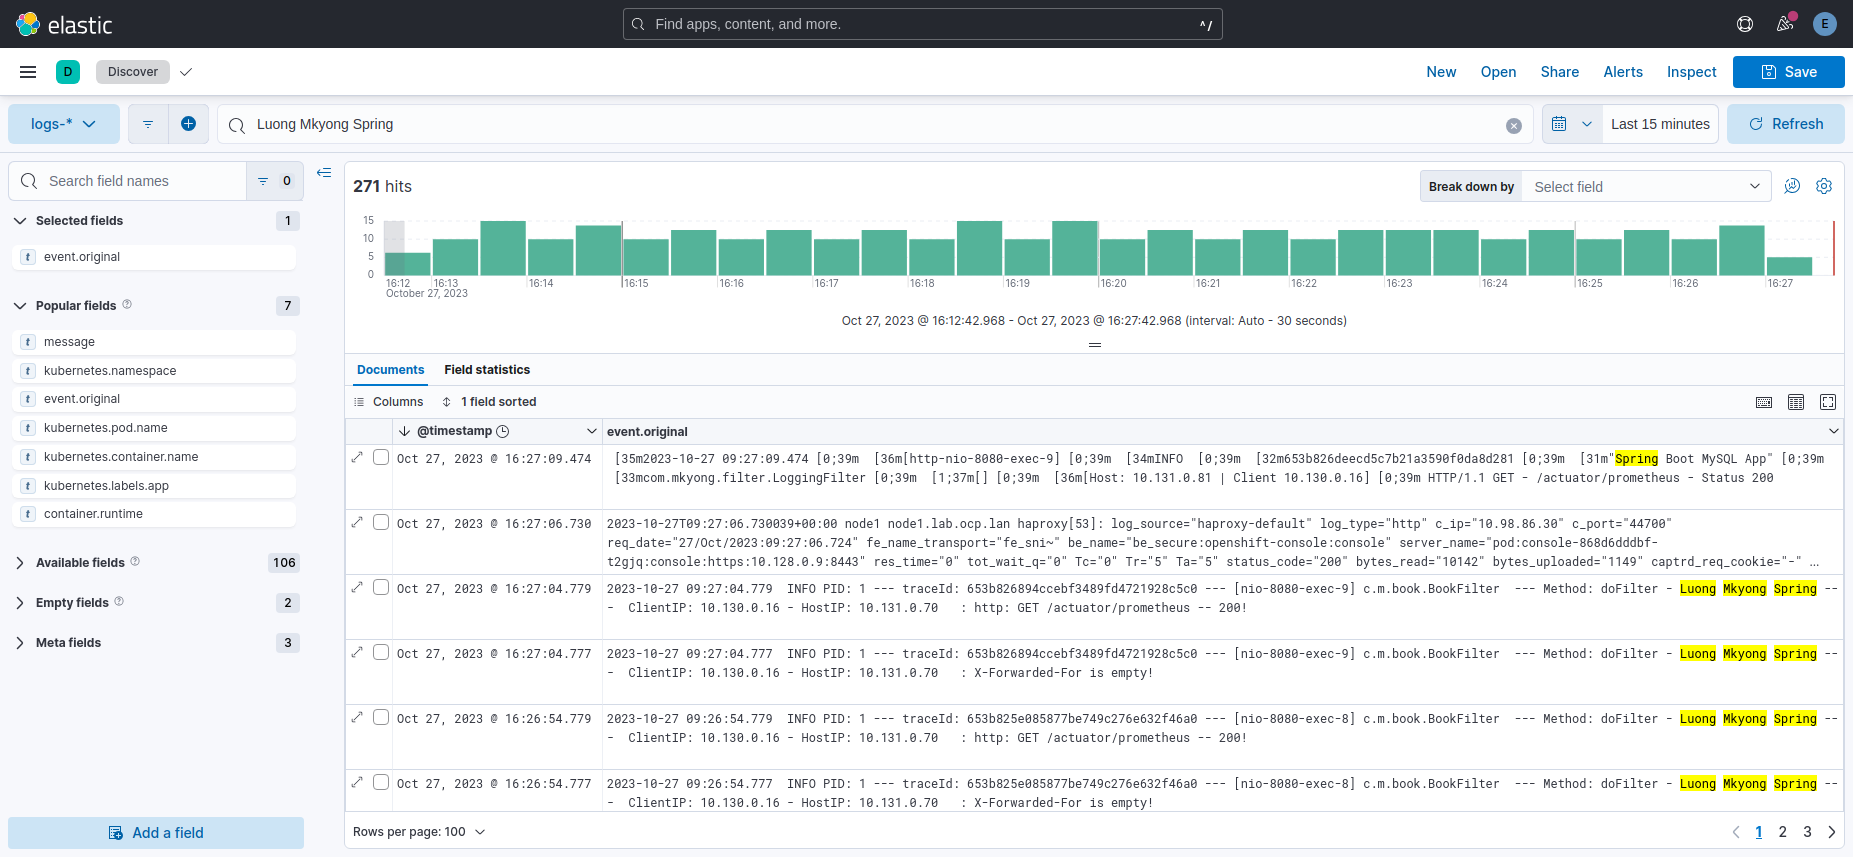 elastic
Find apps, content, and more.
^/
E
D
Discover
New
Open
Share
Alerts
Inspect
Save
logs-*
Luong Mkyong Spring
Last 15 minutes
Refresh
Search field names
0
Selected fields
1
t event.original
Popular fields
7
t message
t kubernetes.namespace
t event.original
t kubernetes.pod.name
t kubernetes.container.name
t kubernetes.labels.app
t container.runtime
Available fields
106
Empty fields
2
Meta fields
3
Add a field
271 hits
Break down by
Select field
15
10
5
0
16:12 16:13 16:14 16:15 16:16 16:17 16:18 16:19 16:20 16:21 16:22 16:23 16:24 16:25 16:26 16:27
October 27, 2023
Oct 27, 2023 @ 16:12:42.968 - Oct 27, 2023 @ 16:27:42.968 (interval: Auto - 30 seconds)
Documents
Field statistics
Columns
1 field sorted
@timestamp
event.original
Oct 27, 2023 @ 16:27:09.474
[35m2023-10-27 09:27:09.474 [0;39m [36m[http-nio-8080-exec-9] [0;39m [34mINFO [0;39m [32m653b826deecd5c7b21a3590f0da8d281 [0;39m [31m"Spring Boot MySQL App" [0;39m
[33mcom.mkyong.filter.LoggingFilter [0;39m [1;37m[] [0;39m [36m[Host: 10.131.0.81 | Client 10.130.0.16] [0;39m HTTP/1.1 GET - /actuator/prometheus - Status 200
Oct 27, 2023 @ 16:27:06.730
2023-10-27T09:27:06.730039+00:00 node1 node1.lab.ocp.lan haproxy[53]: log_source="haproxy-default" log_type="http" c_ip="10.98.86.30" c_port="44700"
req_date="27/Oct/2023:09:27:06.724" fe_name_transport="fe_sni~" be_name="be_secure:openshift-console:console" server_name="pod:console-868d6dddbf-
t2gjq:console:https:10.128.0.9:8443" res_time="0" tot_wait_q="0" Tc="0" Tr="5" Ta="5" status_code="200" bytes_read="10142" bytes_uploaded="1149" captrd_req_cookie="-" …
Oct 27, 2023 @ 16:27:04.779
2023-10-27 09:27:04.779 INFO PID: 1 --- traceId: 653b826894ccebf3489fd4721928c5c0 --- [nio-8080-exec-9] c.m.book.BookFilter --- Method: doFilter - Luong Mkyong Spring --
- ClientIP: 10.130.0.16 - HostIP: 10.131.0.70 : http: GET /actuator/prometheus -- 200!
Oct 27, 2023 @ 16:27:04.777
2023-10-27 09:27:04.777 INFO PID: 1 --- traceId: 653b826894ccebf3489fd4721928c5c0 --- [nio-8080-exec-9] c.m.book.BookFilter --- Method: doFilter - Luong Mkyong Spring --
- ClientIP: 10.130.0.16 - HostIP: 10.131.0.70 : X-Forwarded-For is empty!
Oct 27, 2023 @ 16:26:54.779
2023-10-27 09:26:54.779 INFO PID: 1 --- traceId: 653b825e085877be749c276e632f46a0 --- [nio-8080-exec-8] c.m.book.BookFilter --- Method: doFilter - Luong Mkyong Spring --
- ClientIP: 10.130.0.16 - HostIP: 10.131.0.70 : http: GET /actuator/prometheus -- 200!
Oct 27, 2023 @ 16:26:54.777
2023-10-27 09:26:54.777 INFO PID: 1 --- traceId: 653b825e085877be749c276e632f46a0 --- [nio-8080-exec-8] c.m.book.BookFilter --- Method: doFilter - Luong Mkyong Spring --
- ClientIP: 10.130.0.16 - HostIP: 10.131.0.70 : X-Forwarded-For is empty!
Rows per page: 100
1 2 3